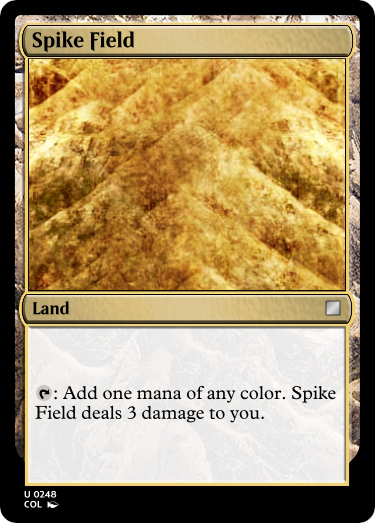 Spike Field
Land
: Add one mana of any color. Spike
Field deals 3 damage to you.
U 0248
COL